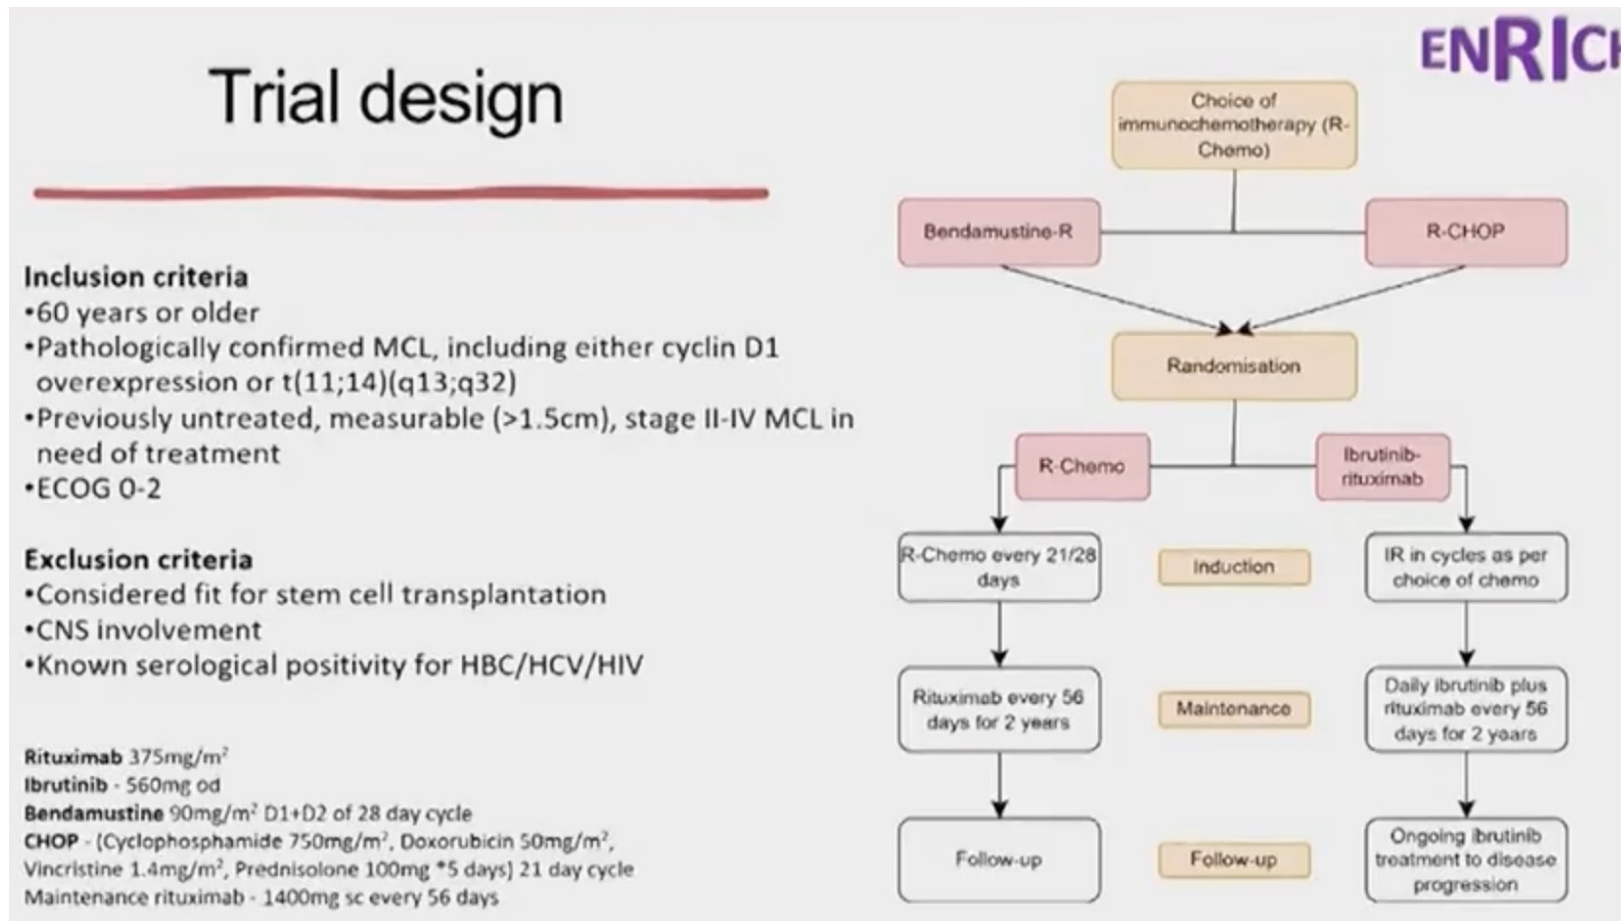 Trial design
Inclusion criteria
•60 years or older
•Pathologically confirmed MCL, including either cyclin D1
overexpression or t(11;14)(q13;q32)
•Previously untreated, measurable (>1.5cm), stage II-IV MCL in
need of treatment
•ECOG 0-2
Exclusion criteria
•Considered fit for stem cell transplantation
•CNS involvement
•Known serological positivity for HBC/HCV/HIV
Rituximab 375mg/m²
Ibrutinib - 560mg od
Bendamustine 90mg/m² D1+D2 of 28 day cycle
CHOP - (Cyclophosphamide 750mg/m², Doxorubicin 50mg/m²,
Vincristine 1.4mg/m², Prednisolone 100mg *5 days) 21 day cycle
Maintenance rituximab - 1400mg sc every 56 days
ENRICH
Choice of
immunochemotherapy (R-
Chemo)
Bendamustine-R
R-CHOP
Randomisation
R-Chemo
Ibrutinib-
rituximab
R-Chemo every 21/28
days
Induction
IR in cycles as per
choice of chemo
Rituximab every 56
days for 2 years
Maintenance
Daily ibrutinib plus
rituximab every 56
days for 2 years
Follow-up
Follow-up
Ongoing ibrutinib
treatment to disease
progression